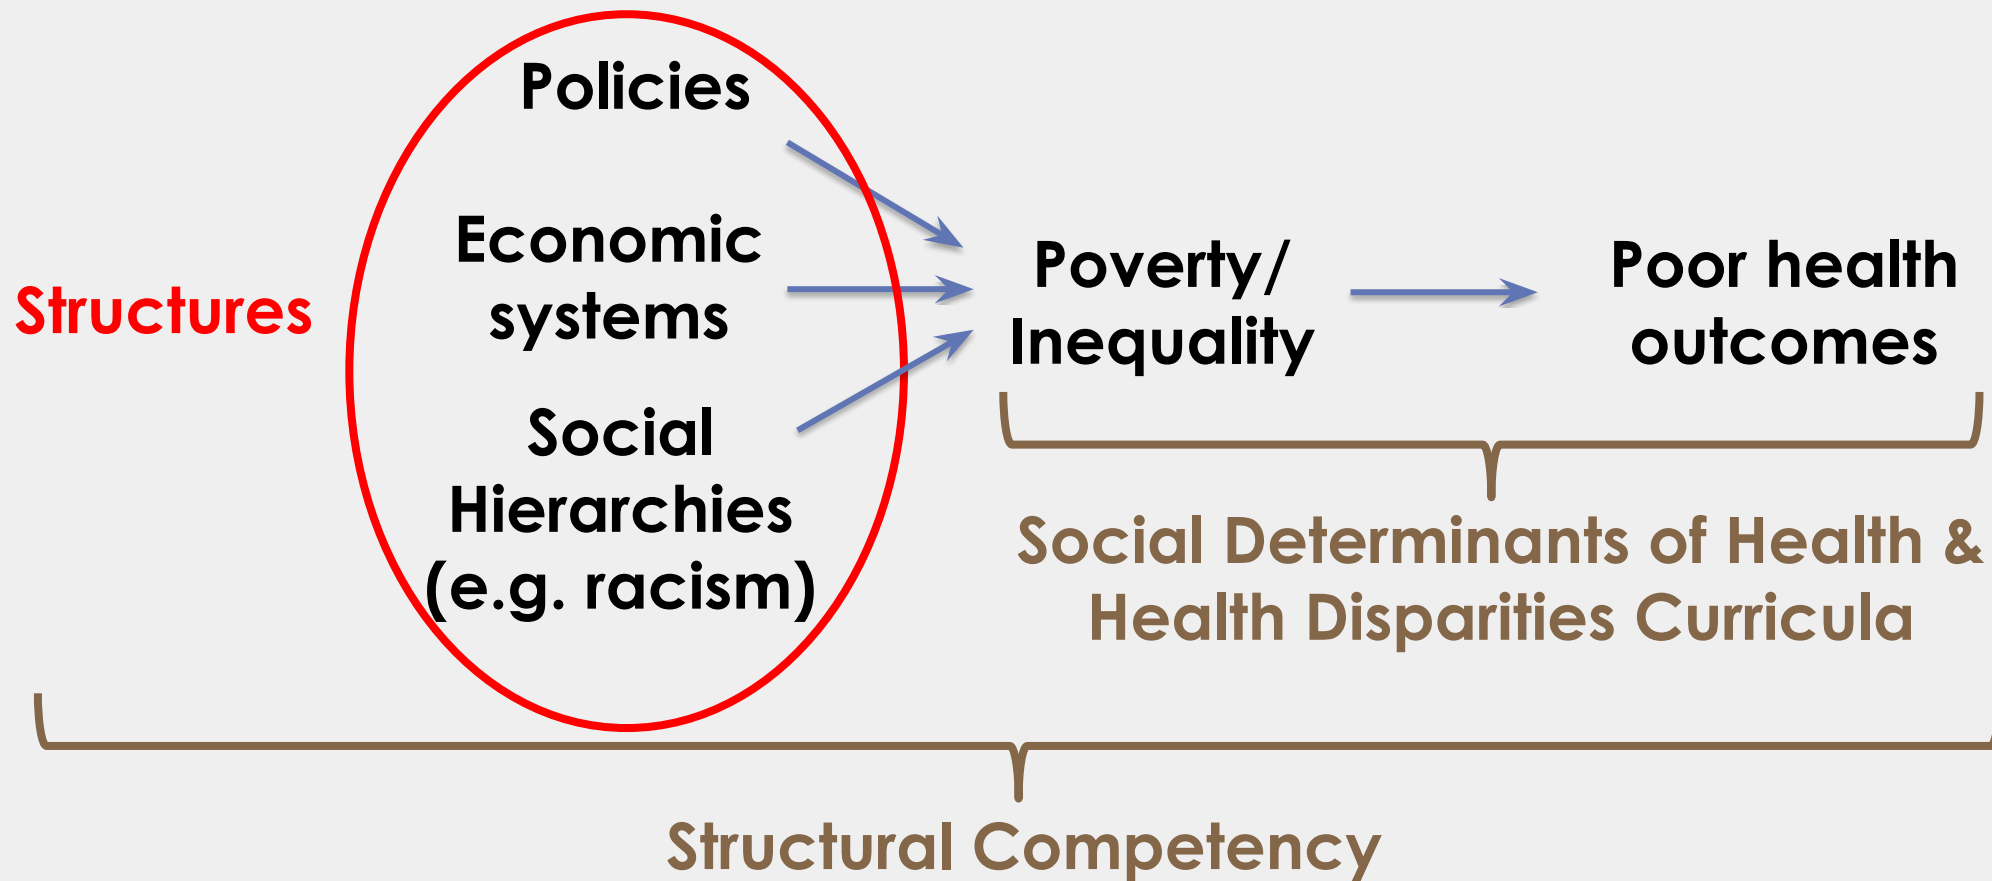 Structures
Policies
Economic
systems
Social
Hierarchies
(e.g. racism)
Poverty/
Inequality
Poor health
outcomes
Social Determinants of Health &
Health Disparities Curricula
Structural Competency